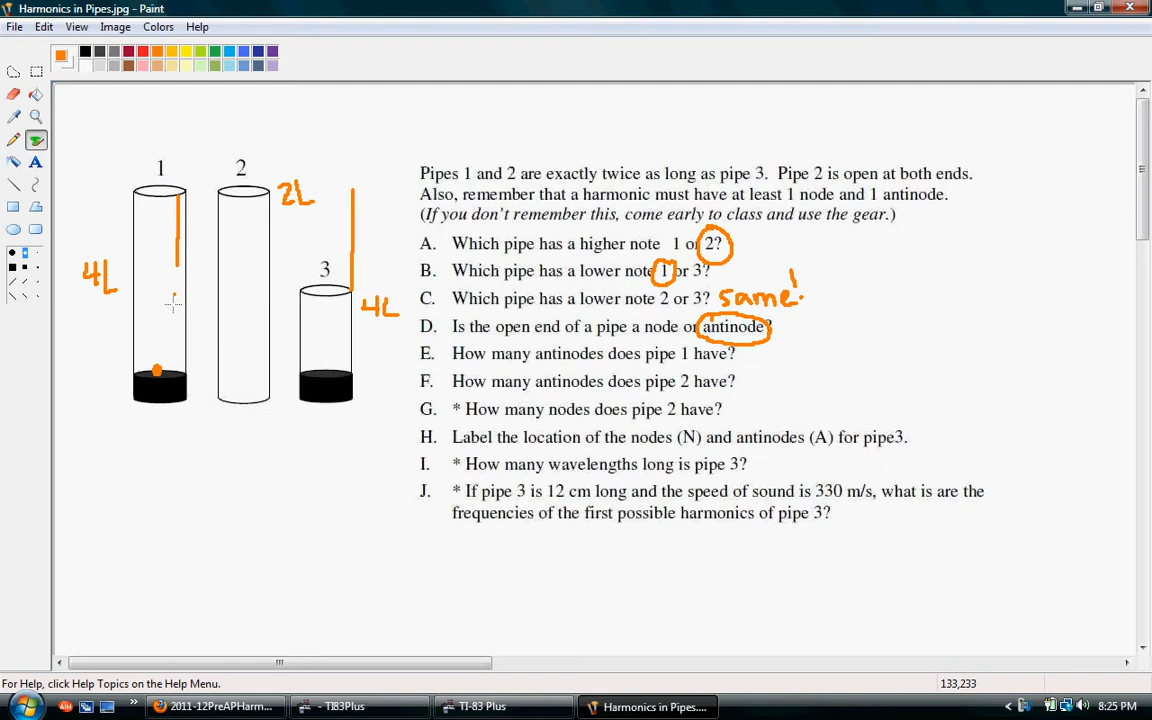 Harmonics in Pipes.jpg - Paint
File Edit View Image Colors Help
1 2
2L
3
4L
4L
Pipes 1 and 2 are exactly twice as long as pipe 3. Pipe 2 is open at both ends.
Also, remember that a harmonic must have at least 1 node and 1 antinode.
(If you don't remember this, come early to class and use the gear.)
A. Which pipe has a higher note 1 or 2?
B. Which pipe has a lower note 1 or 3?
C. Which pipe has a lower note 2 or 3? same!
D. Is the open end of a pipe a node or antinode?
E. How many antinodes does pipe 1 have?
F. How many antinodes does pipe 2 have?
G. * How many nodes does pipe 2 have?
H. Label the location of the nodes (N) and antinodes (A) for pipe3.
I. * How many wavelengths long is pipe 3?
J. * If pipe 3 is 12 cm long and the speed of sound is 330 m/s, what is are the
frequencies of the first possible harmonics of pipe 3?
For Help, click Help Topics on the Help Menu. 133,233
2011-12PreAPHarm... - TI83Plus TI-83 Plus Harmonics in Pipes.... 8:25 PM